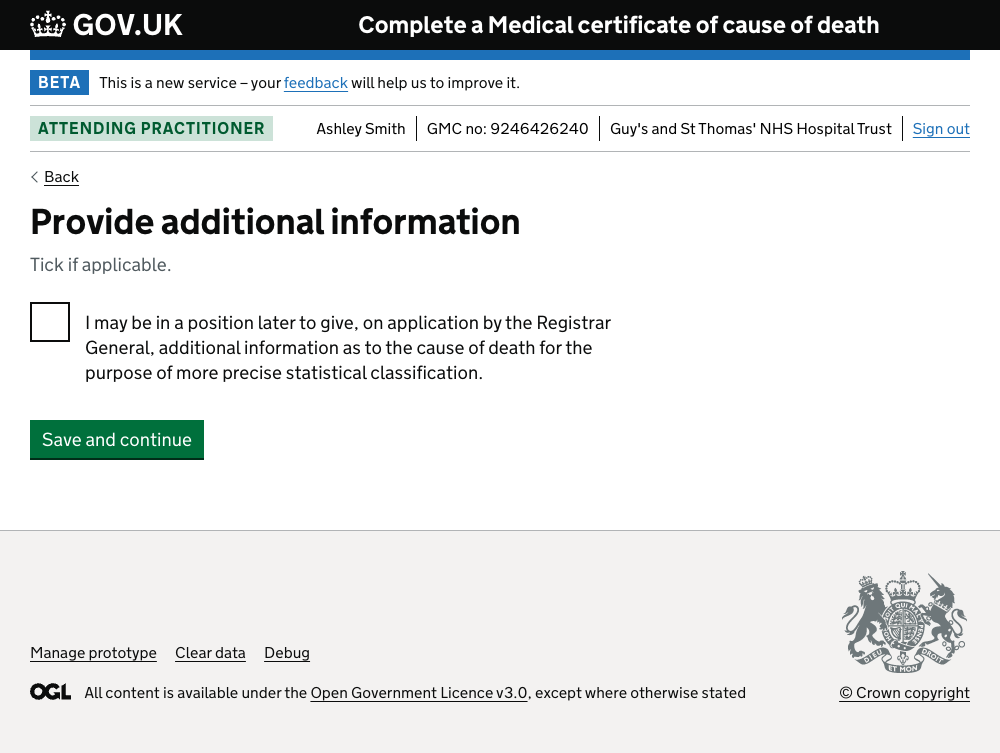 GOV.UK Complete a Medical certificate of cause of death
BETA This is a new service – your feedback will help us to improve it.
ATTENDING PRACTITIONER Ashley Smith GMC no: 9246426240 Guy's and St Thomas' NHS Hospital Trust Sign out
Back
Provide additional information
Tick if applicable.
I may be in a position later to give, on application by the Registrar
General, additional information as to the cause of death for the
purpose of more precise statistical classification.
Save and continue
Manage prototype Clear data Debug
OGL All content is available under the Open Government Licence v3.0, except where otherwise stated
© Crown copyright